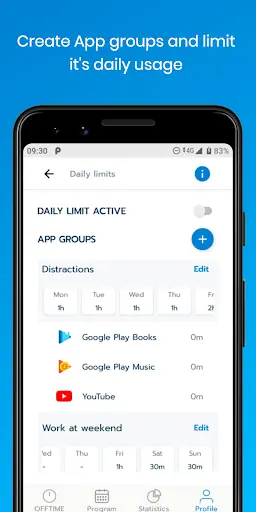 Create App groups and limit
it's daily usage
09:30 P 4G 83%
Daily limits
DAILY LIMIT ACTIVE
APP GROUPS
Distractions Edit
Mon Tue Wed Thu Fr
1h 1h 1h 1h 2h
Google Play Books 0m
Google Play Music 0m
YouTube 0m
Work at weekend Edit
Wed Thu Fri Sat Sun
- - 1h 30m 30m
OFFTIME Program Statistics Profile